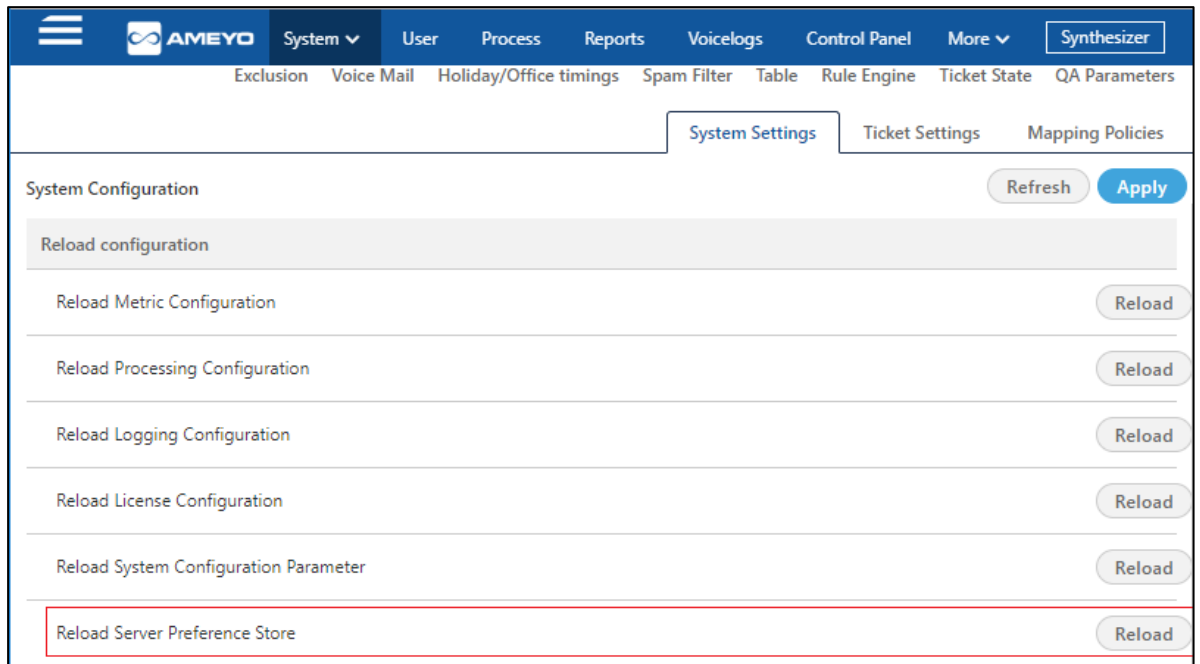 AMEYO System User Process Reports Voicelogs Control Panel More Synthesizer
Exclusion Voice Mail Holiday/Office timings Spam Filter Table Rule Engine Ticket State QA Parameters
System Settings Ticket Settings Mapping Policies
System Configuration Refresh Apply
Reload configuration
Reload Metric Configuration Reload
Reload Processing Configuration Reload
Reload Logging Configuration Reload
Reload License Configuration Reload
Reload System Configuration Parameter Reload
Reload Server Preference Store Reload